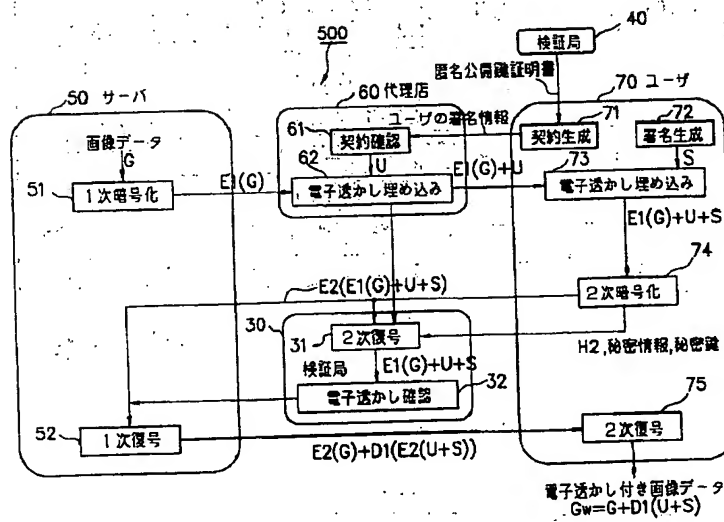 500
検証局
40
匿名公開鍵証明書
50 サーバ
60 代理店
70 ユーザ
ユーザの署名情報
71
72
61
契約確認
契約生成
署名生成
画像データ
G
62
U
73
S
51
1次暗号化
E1(G)
電子透かし埋め込み
E1(G)+U
電子透かし埋め込み
E1(G)+U+S
74
E2(E1(G)+U+S)
2次暗号化
30
31
2次復号
H2,秘密情報,秘密鍵
検証局
E1(G)+U+S
32
電子透かし確認
75
52
1次復号
2次復号
E2(G)+D1(E2(U+S))
電子透かし付き画像データ
Gw=G+D1(U+S)